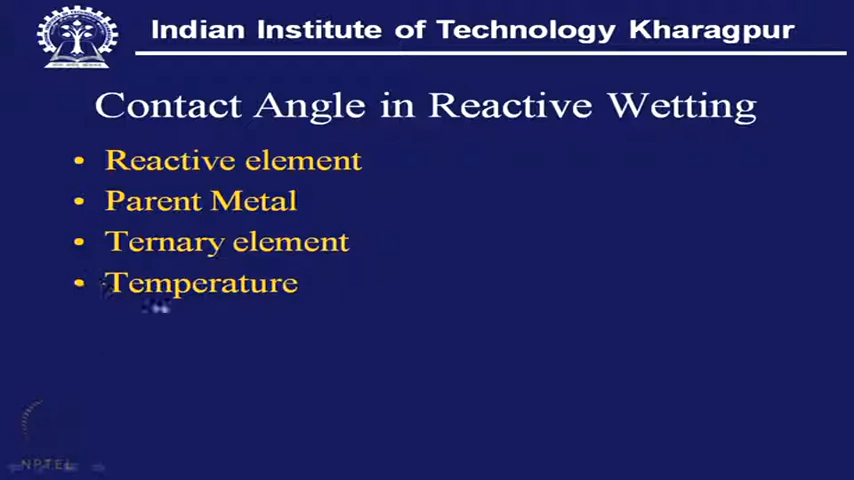 Indian Institute of Technology Kharagpur
Contact Angle in Reactive Wetting
• Reactive element
• Parent Metal
• Ternary element
• Temperature
NPTEL